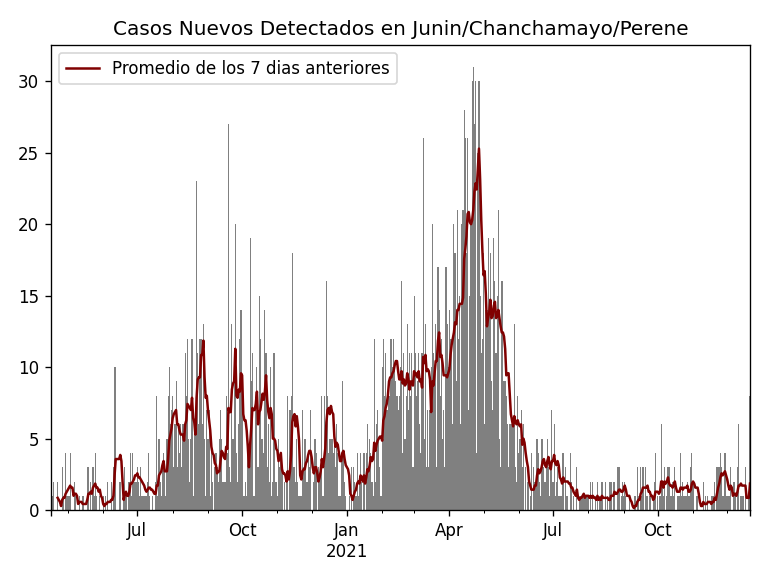 Casos Nuevos Detectados en Junin/Chanchamayo/Perene
Promedio de los 7 dias anteriores
30
25
20
15
10
5
0
Jul
Oct
Jan
2021
Apr
Jul
Oct